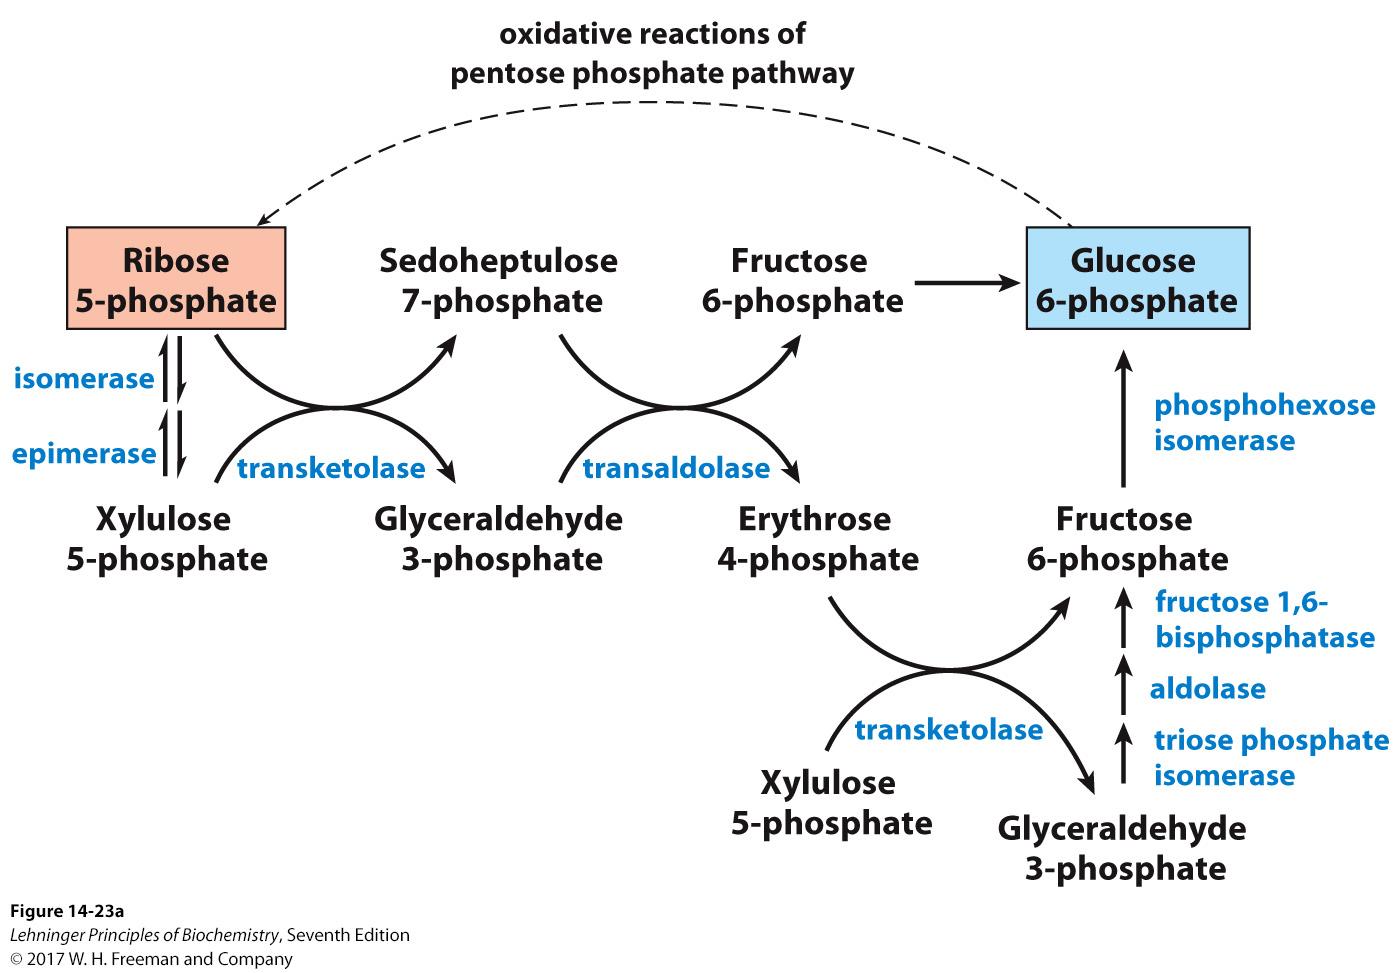 oxidative reactions of
pentose phosphate pathway
Ribose
5-phosphate
Sedoheptulose
7-phosphate
Fructose
6-phosphate
Glucose
6-phosphate
isomerase
epimerase
transketolase
transaldolase
phosphohexose
isomerase
Xylulose
5-phosphate
Glyceraldehyde
3-phosphate
Erythrose
4-phosphate
Fructose
6-phosphate
fructose 1,6-
bisphosphatase
aldolase
triose phosphate
isomerase
transketolase
Xylulose
5-phosphate
Glyceraldehyde
3-phosphate
Figure 14-23a
Lehninger Principles of Biochemistry, Seventh Edition
© 2017 W. H. Freeman and Company